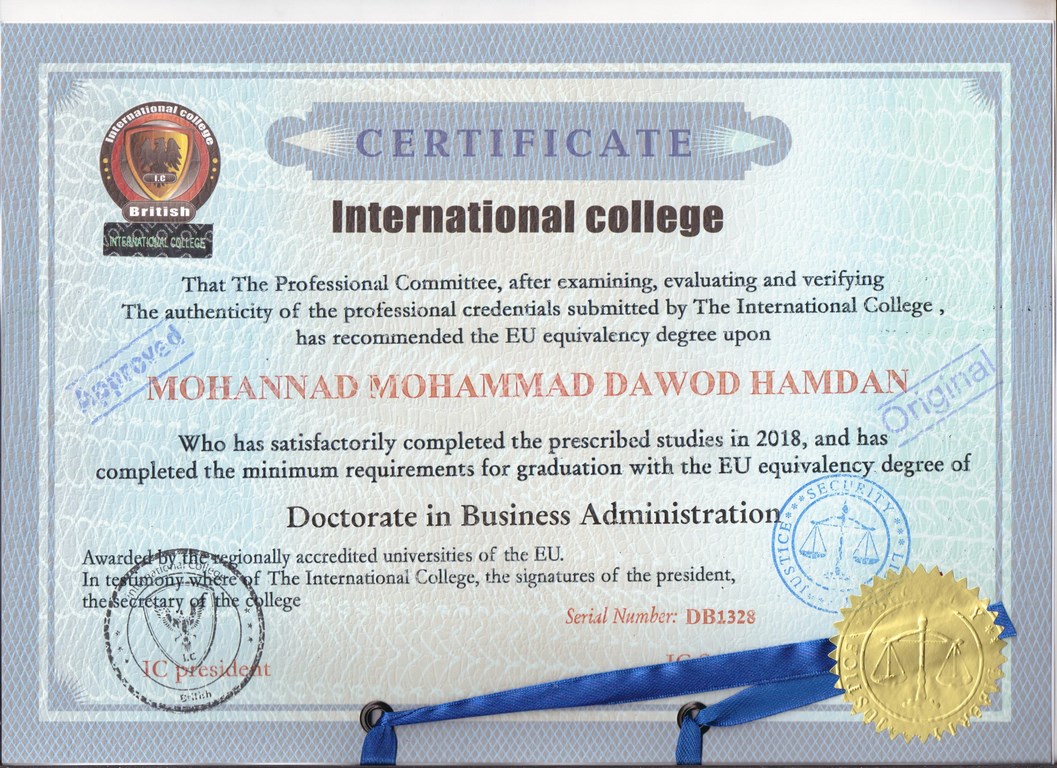 International college
I.C
British
INTERNATIONAL COLLEGE
CERTIFICATE
International college
That The Professional Committee, after examining, evaluating and verifying
The authenticity of the professional credentials submitted by The International College ,
has recommended the EU equivalency degree upon
Approved
MOHANNAD MOHAMMAD DAWOD HAMDAN
Original
Who has satisfactorily completed the prescribed studies in 2018, and has
completed the minimum requirements for graduation with the EU equivalency degree of
Doctorate in Business Administration
SECURITY
JUSTICE
Awarded by the regionally accredited universities of the EU.
In testimony where of The International College, the signatures of the president,
the secretary of the college
International College
I.C
British
Serial Number: DB1328
IC president
IC